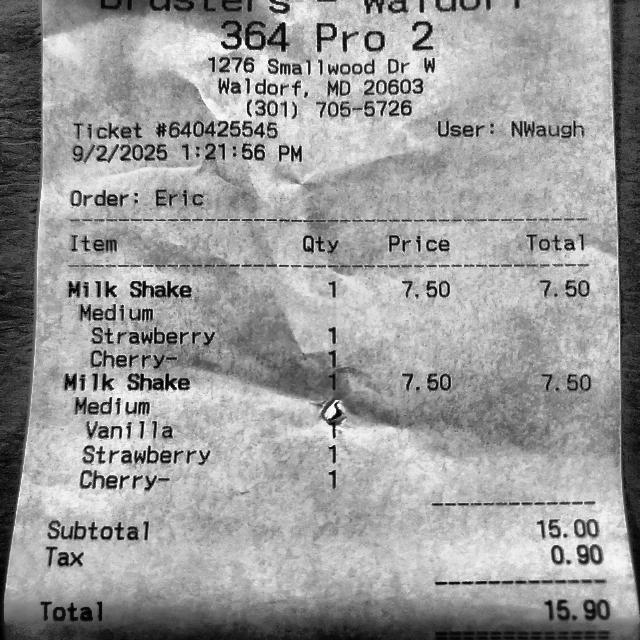 Brusters - Waldorf
364 Pro 2
1276 Smallwood Dr W
Waldorf, MD 20603
(301) 705-5726
Ticket #640425545 User: NWaugh
9/2/2025 1:21:56 PM
Order: Eric
Item Qty Price Total
Milk Shake 1 7.50 7.50
Medium
Strawberry 1
Cherry- 1
Milk Shake 1 7.50 7.50
Medium
Vanilla 1
Strawberry 1
Cherry- 1
Subtotal 15.00
Tax 0.90
Total 15.90